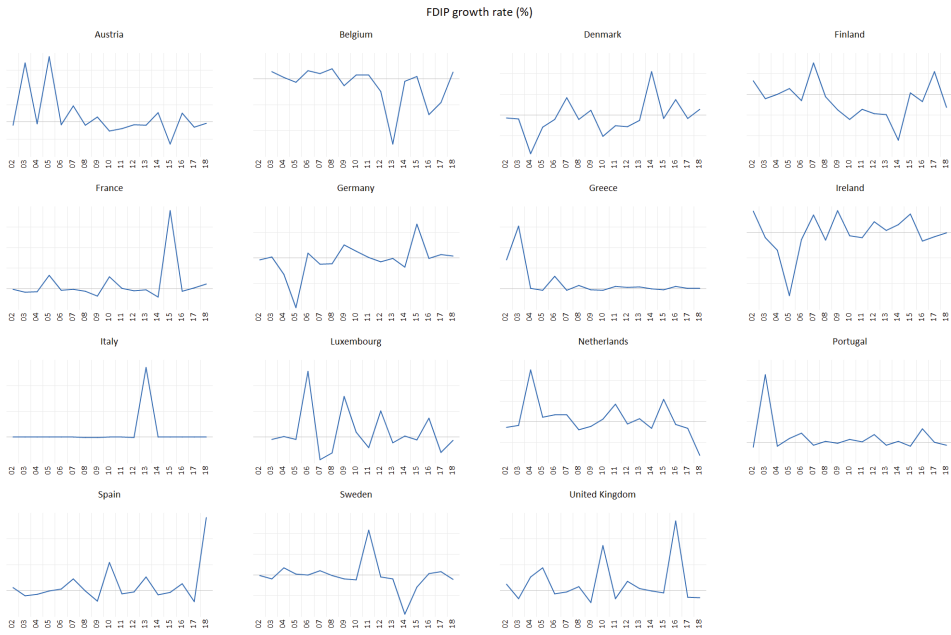 FDIP growth rate (%)
Austria
Belgium
Denmark
Finland
02 03 04 05 06 07 08 09 10 11 12 13 14 15 16 17 18
02 03 04 05 06 07 08 09 10 11 12 13 14 15 16 17 18
02 03 04 05 06 07 08 09 10 11 12 13 14 15 16 17 18
02 03 04 05 06 07 08 09 10 11 12 13 14 15 16 17 18
France
Germany
Greece
Ireland
02 03 04 05 06 07 08 09 10 11 12 13 14 15 16 17 18
02 03 04 05 06 07 08 09 10 11 12 13 14 15 16 17 18
02 03 04 05 06 07 08 09 10 11 12 13 14 15 16 17 18
02 03 04 05 06 07 08 09 10 11 12 13 14 15 16 17 18
Italy
Luxembourg
Netherlands
Portugal
02 03 04 05 06 07 08 09 10 11 12 13 14 15 16 17 18
02 03 04 05 06 07 08 09 10 11 12 13 14 15 16 17 18
02 03 04 05 06 07 08 09 10 11 12 13 14 15 16 17 18
02 03 04 05 06 07 08 09 10 11 12 13 14 15 16 17 18
Spain
Sweden
United Kingdom
02 03 04 05 06 07 08 09 10 11 12 13 14 15 16 17 18
02 03 04 05 06 07 08 09 10 11 12 13 14 15 16 17 18
02 03 04 05 06 07 08 09 10 11 12 13 14 15 16 17 18